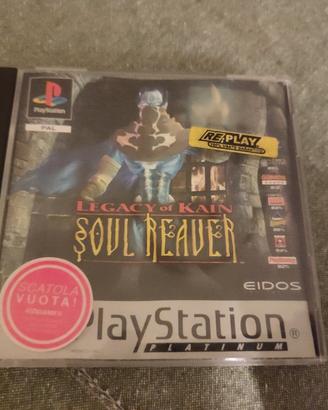 PlayStation
PAL
RE:PLAY
LEGACY of KAIN
SOUL REAVER
EIDOS
SCATOLA
VUOTA!
PlayStation®
PLATINUM